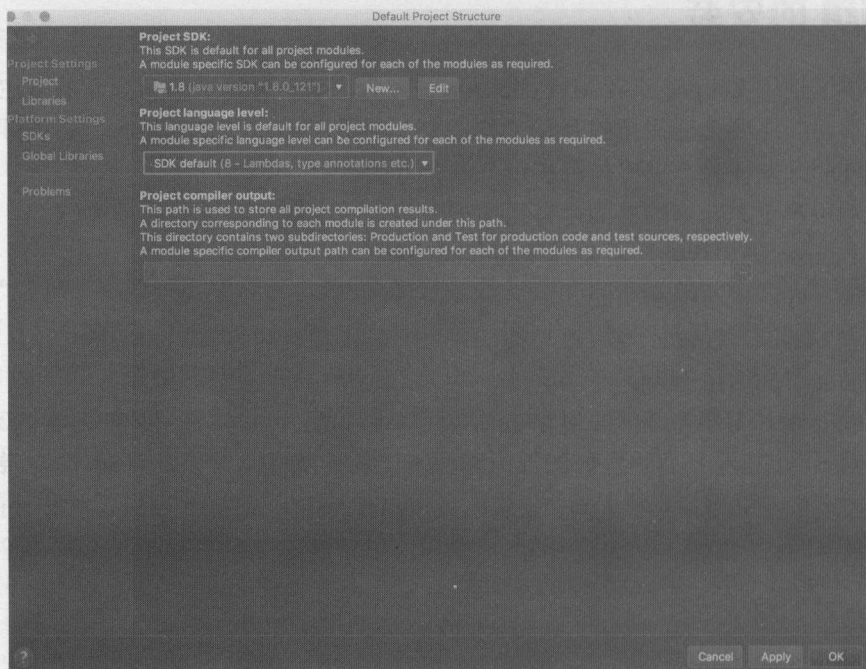 Default Project Structure
Project Settings
Project
Libraries
Platform Settings
SDKs
Global Libraries
Problems
Project SDK:
This SDK is default for all project modules.
A module specific SDK can be configured for each of the modules as required.
1.8 (java version "1.8.0_121")
New...
Edit
Project language level:
This language level is default for all project modules.
A module specific language level can be configured for each of the modules as required.
SDK default (8 - Lambdas, type annotations etc.)
Project compiler output:
This path is used to store all project compilation results.
A directory corresponding to each module is created under this path.
This directory contains two subdirectories: Production and Test for production code and test sources, respectively.
A module specific compiler output path can be configured for each of the modules as required.
?
Cancel
Apply
OK